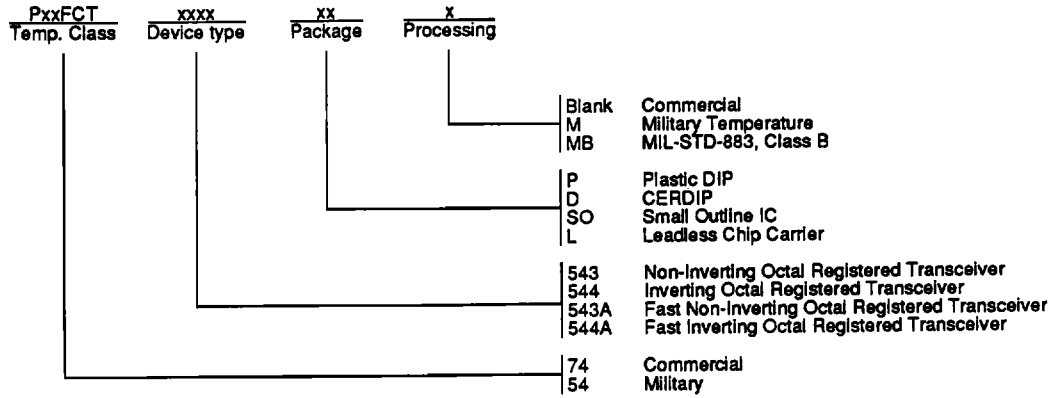 PxxFCT xxxx xx x
Temp. Class Device type Package Processing
Blank Commercial
M Military Temperature
MB MIL-STD-883, Class B
P Plastic DIP
D CERDIP
SO Small Outline IC
L Leadless Chip Carrier
543 Non-Inverting Octal Registered Transceiver
544 Inverting Octal Registered Transceiver
543A Fast Non-Inverting Octal Registered Transceiver
544A Fast Inverting Octal Registered Transceiver
74 Commercial
54 Military